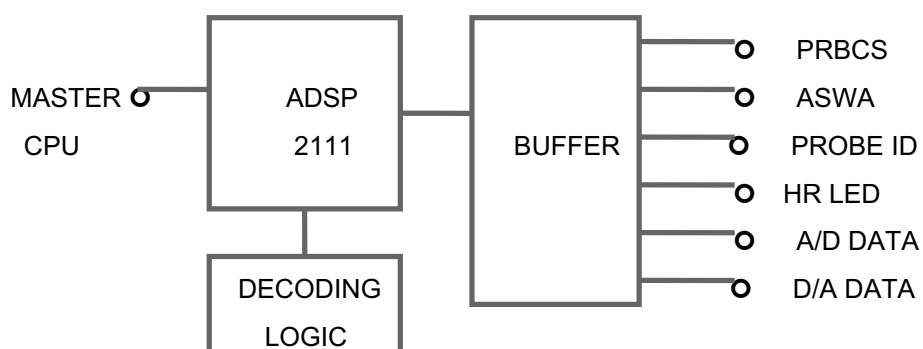 MASTER
CPU
ADSP
2111
DECODING
LOGIC
BUFFER
PRBCS
ASWA
PROBE ID
HR LED
A/D DATA
D/A DATA